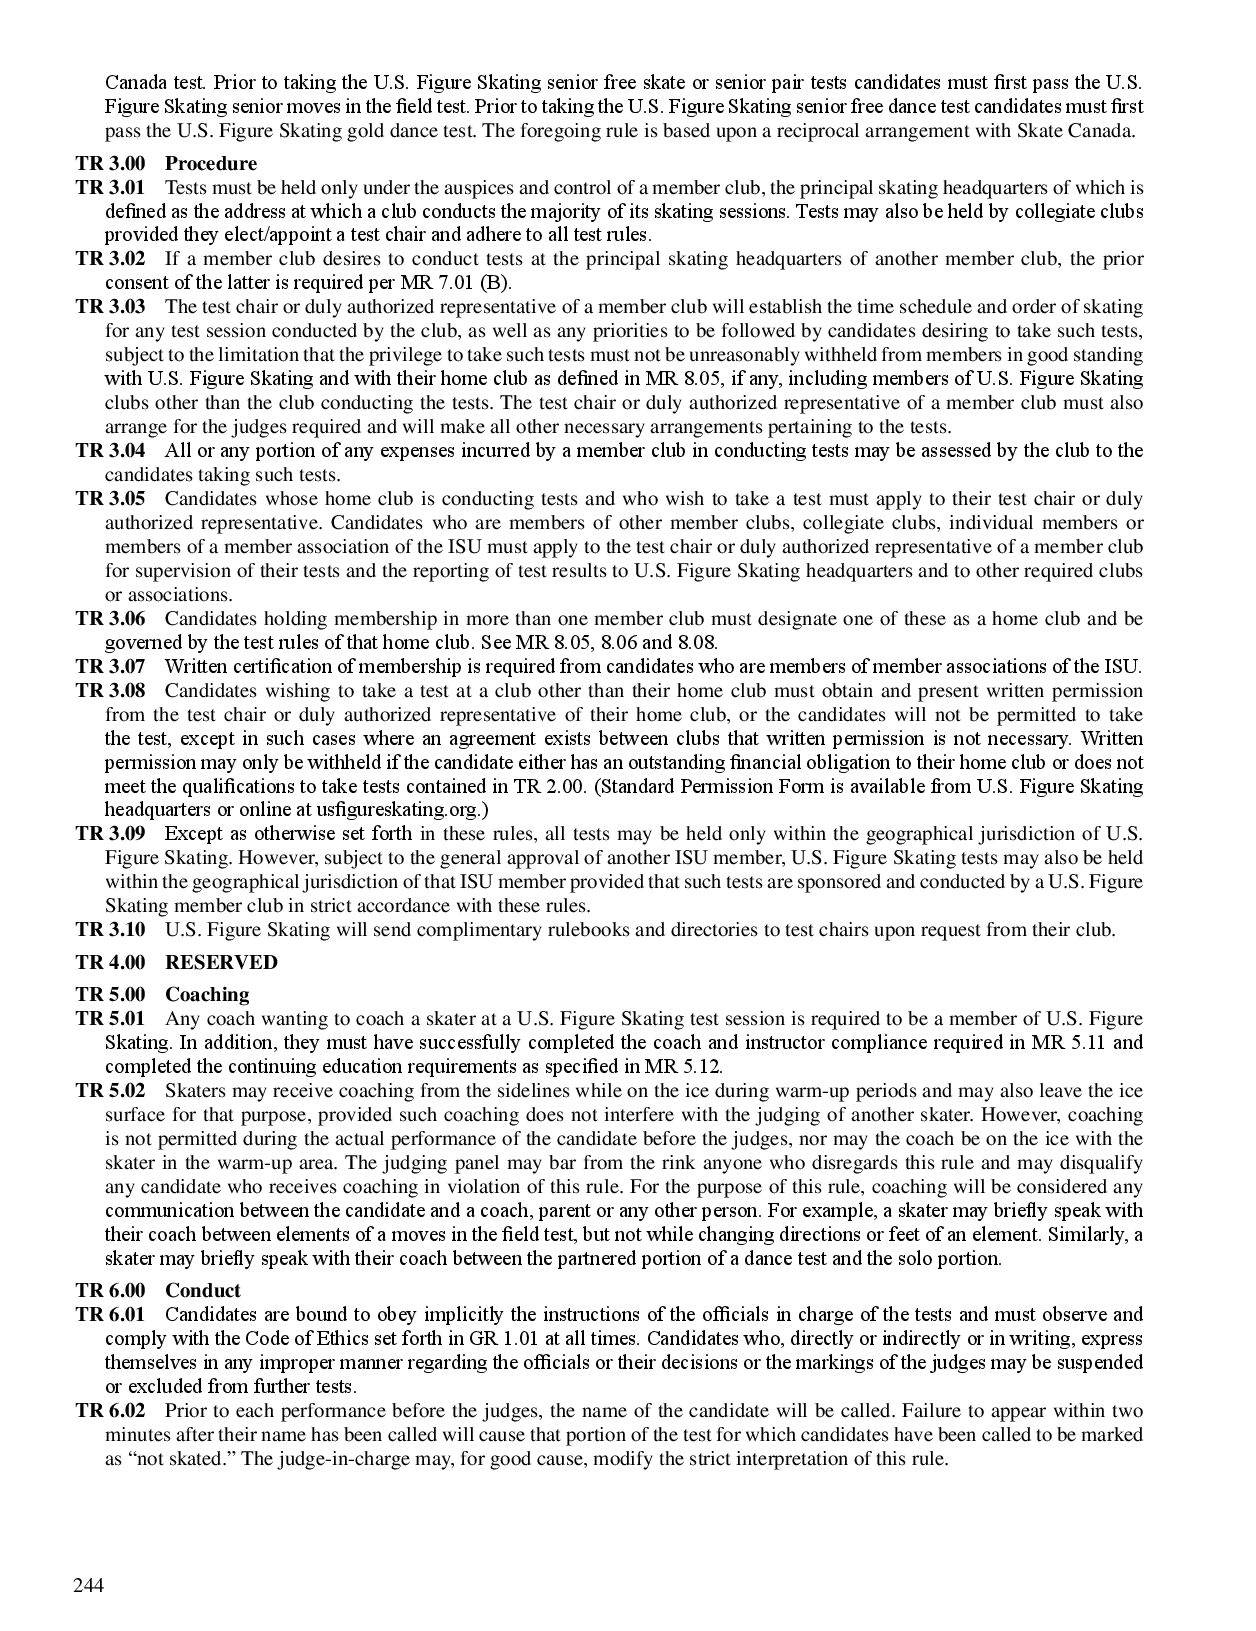 Canada test. Prior to taking the U.S. Figure Skating senior free skate or senior pair tests candidates must first pass the U.S.
Figure Skating senior moves in the field test. Prior to taking the U.S. Figure Skating senior free dance test candidates must first
pass the U.S. Figure Skating gold dance test. The foregoing rule is based upon a reciprocal arrangement with Skate Canada.
TR 3.00 Procedure
TR 3.01 Tests must be held only under the auspices and control of a member club, the principal skating headquarters of which is
defined as the address at which a club conducts the majority of its skating sessions. Tests may also be held by collegiate clubs
provided they elect/appoint a test chair and adhere to all test rules.
TR 3.02 If a member club desires to conduct tests at the principal skating headquarters of another member club, the prior
consent of the latter is required per MR 7.01 (B).
TR 3.03 The test chair or duly authorized representative of a member club will establish the time schedule and order of skating
for any test session conducted by the club, as well as any priorities to be followed by candidates desiring to take such tests,
subject to the limitation that the privilege to take such tests must not be unreasonably withheld from members in good standing
with U.S. Figure Skating and with their home club as defined in MR 8.05, if any, including members of U.S. Figure Skating
clubs other than the club conducting the tests. The test chair or duly authorized representative of a member club must also
arrange for the judges required and will make all other necessary arrangements pertaining to the tests.
TR 3.04 All or any portion of any expenses incurred by a member club in conducting tests may be assessed by the club to the
candidates taking such tests.
TR 3.05 Candidates whose home club is conducting tests and who wish to take a test must apply to their test chair or duly
authorized representative. Candidates who are members of other member clubs, collegiate clubs, individual members or
members of a member association of the ISU must apply to the test chair or duly authorized representative of a member club
for supervision of their tests and the reporting of test results to U.S. Figure Skating headquarters and to other required clubs
or associations.
TR 3.06 Candidates holding membership in more than one member club must designate one of these as a home club and be
governed by the test rules of that home club. See MR 8.05, 8.06 and 8.08.
TR 3.07 Written certification of membership is required from candidates who are members of member associations of the ISU.
TR 3.08 Candidates wishing to take a test at a club other than their home club must obtain and present written permission
from the test chair or duly authorized representative of their home club, or the candidates will not be permitted to take
the test, except in such cases where an agreement exists between clubs that written permission is not necessary. Written
permission may only be withheld if the candidate either has an outstanding financial obligation to their home club or does not
meet the qualifications to take tests contained in TR 2.00. (Standard Permission Form is available from U.S. Figure Skating
headquarters or online at usfigureskating.org.)
TR 3.09 Except as otherwise set forth in these rules, all tests may be held only within the geographical jurisdiction of U.S.
Figure Skating. However, subject to the general approval of another ISU member, U.S. Figure Skating tests may also be held
within the geographical jurisdiction of that ISU member provided that such tests are sponsored and conducted by a U.S. Figure
Skating member club in strict accordance with these rules.
TR 3.10 U.S. Figure Skating will send complimentary rulebooks and directories to test chairs upon request from their club.
TR 4.00 RESERVED
TR 5.00 Coaching
TR 5.01 Any coach wanting to coach a skater at a U.S. Figure Skating test session is required to be a member of U.S. Figure
Skating. In addition, they must have successfully completed the coach and instructor compliance required in MR 5.11 and
completed the continuing education requirements as specified in MR 5.12.
TR 5.02 Skaters may receive coaching from the sidelines while on the ice during warm-up periods and may also leave the ice
surface for that purpose, provided such coaching does not interfere with the judging of another skater. However, coaching
is not permitted during the actual performance of the candidate before the judges, nor may the coach be on the ice with the
skater in the warm-up area. The judging panel may bar from the rink anyone who disregards this rule and may disqualify
any candidate who receives coaching in violation of this rule. For the purpose of this rule, coaching will be considered any
communication between the candidate and a coach, parent or any other person. For example, a skater may briefly speak with
their coach between elements of a moves in the field test, but not while changing directions or feet of an element. Similarly, a
skater may briefly speak with their coach between the partnered portion of a dance test and the solo portion.
TR 6.00 Conduct
TR 6.01 Candidates are bound to obey implicitly the instructions of the officials in charge of the tests and must observe and
comply with the Code of Ethics set forth in GR 1.01 at all times. Candidates who, directly or indirectly or in writing, express
themselves in any improper manner regarding the officials or their decisions or the markings of the judges may be suspended
or excluded from further tests.
TR 6.02 Prior to each performance before the judges, the name of the candidate will be called. Failure to appear within two
minutes after their name has been called will cause that portion of the test for which candidates have been called to be marked
as “not skated.” The judge-in-charge may, for good cause, modify the strict interpretation of this rule.
244